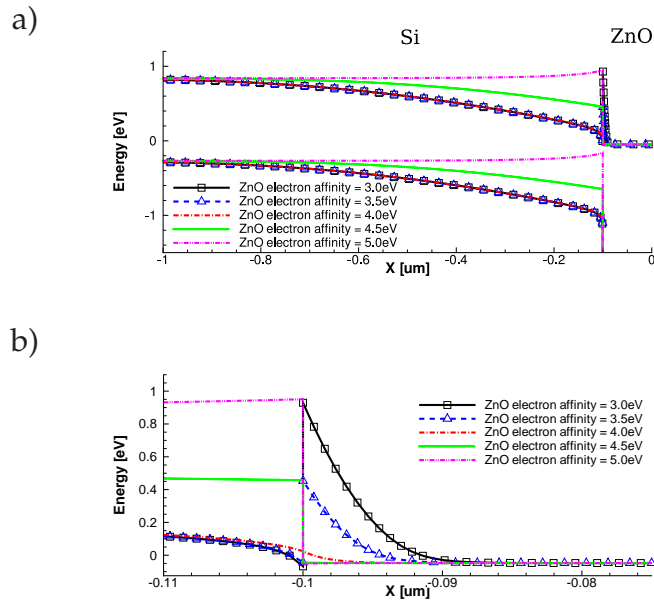 a)
Si
ZnO
1
0
-1
Energy [eV]
ZnO electron affinity = 3.0eV
ZnO electron affinity = 3.5eV
ZnO electron affinity = 4.0eV
ZnO electron affinity = 4.5eV
ZnO electron affinity = 5.0eV
-1
-0.8
-0.6
-0.4
-0.2
0
X [um]
b)
1
0.8
0.6
0.4
0.2
0
Energy [eV]
ZnO electron affinity = 3.0eV
ZnO electron affinity = 3.5eV
ZnO electron affinity = 4.0eV
ZnO electron affinity = 4.5eV
ZnO electron affinity = 5.0eV
-0.11
-0.1
-0.09
-0.08
X [um]